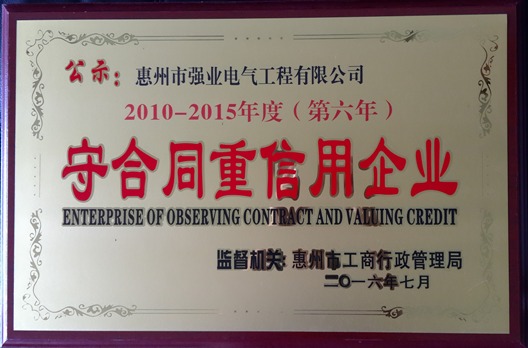 公示：惠州市强业电气工程有限公司
2010-2015年度（第六年）
守合同重信用企业
ENTERPRISE OF OBSERVING CONTRACT AND VALUING CREDIT
监督机关：惠州市工商行政管理局
二〇一六年七月